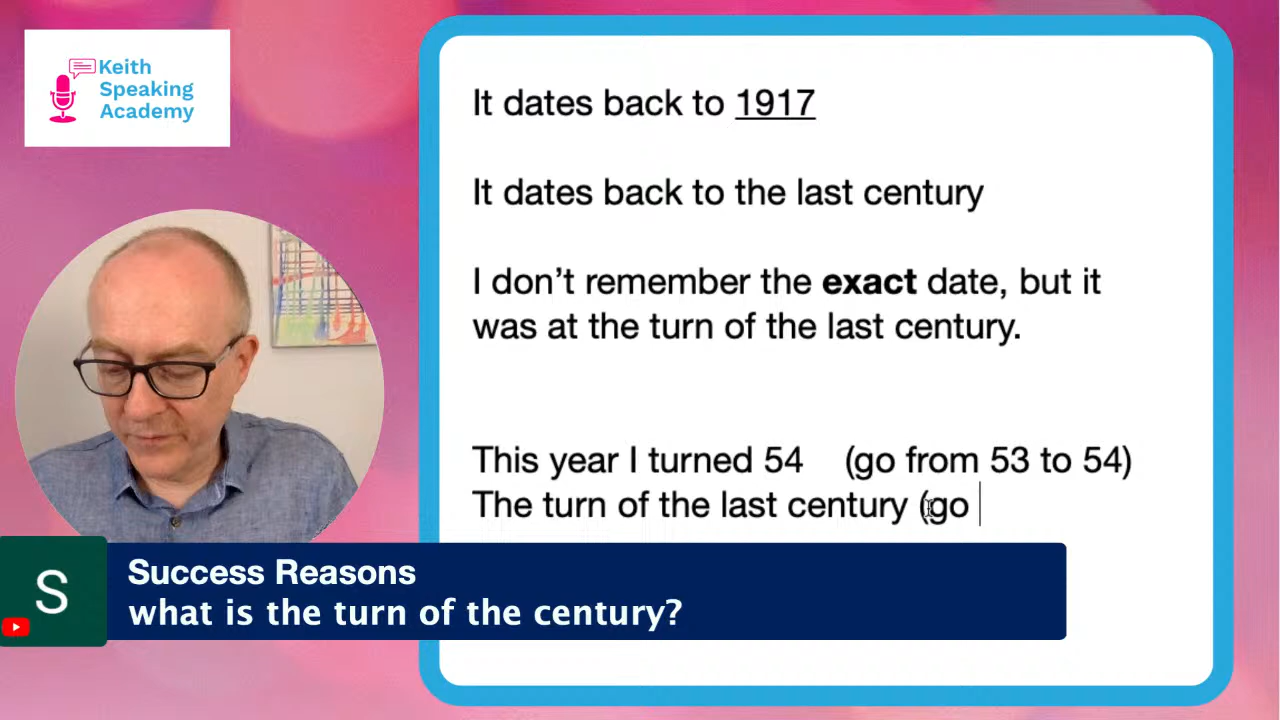 Keith
Speaking
Academy
It dates back to 1917
It dates back to the last century
I don’t remember the exact date, but it
was at the turn of the last century.
This year I turned 54 (go from 53 to 54)
The turn of the last century (go
S
Success Reasons
what is the turn of the century?